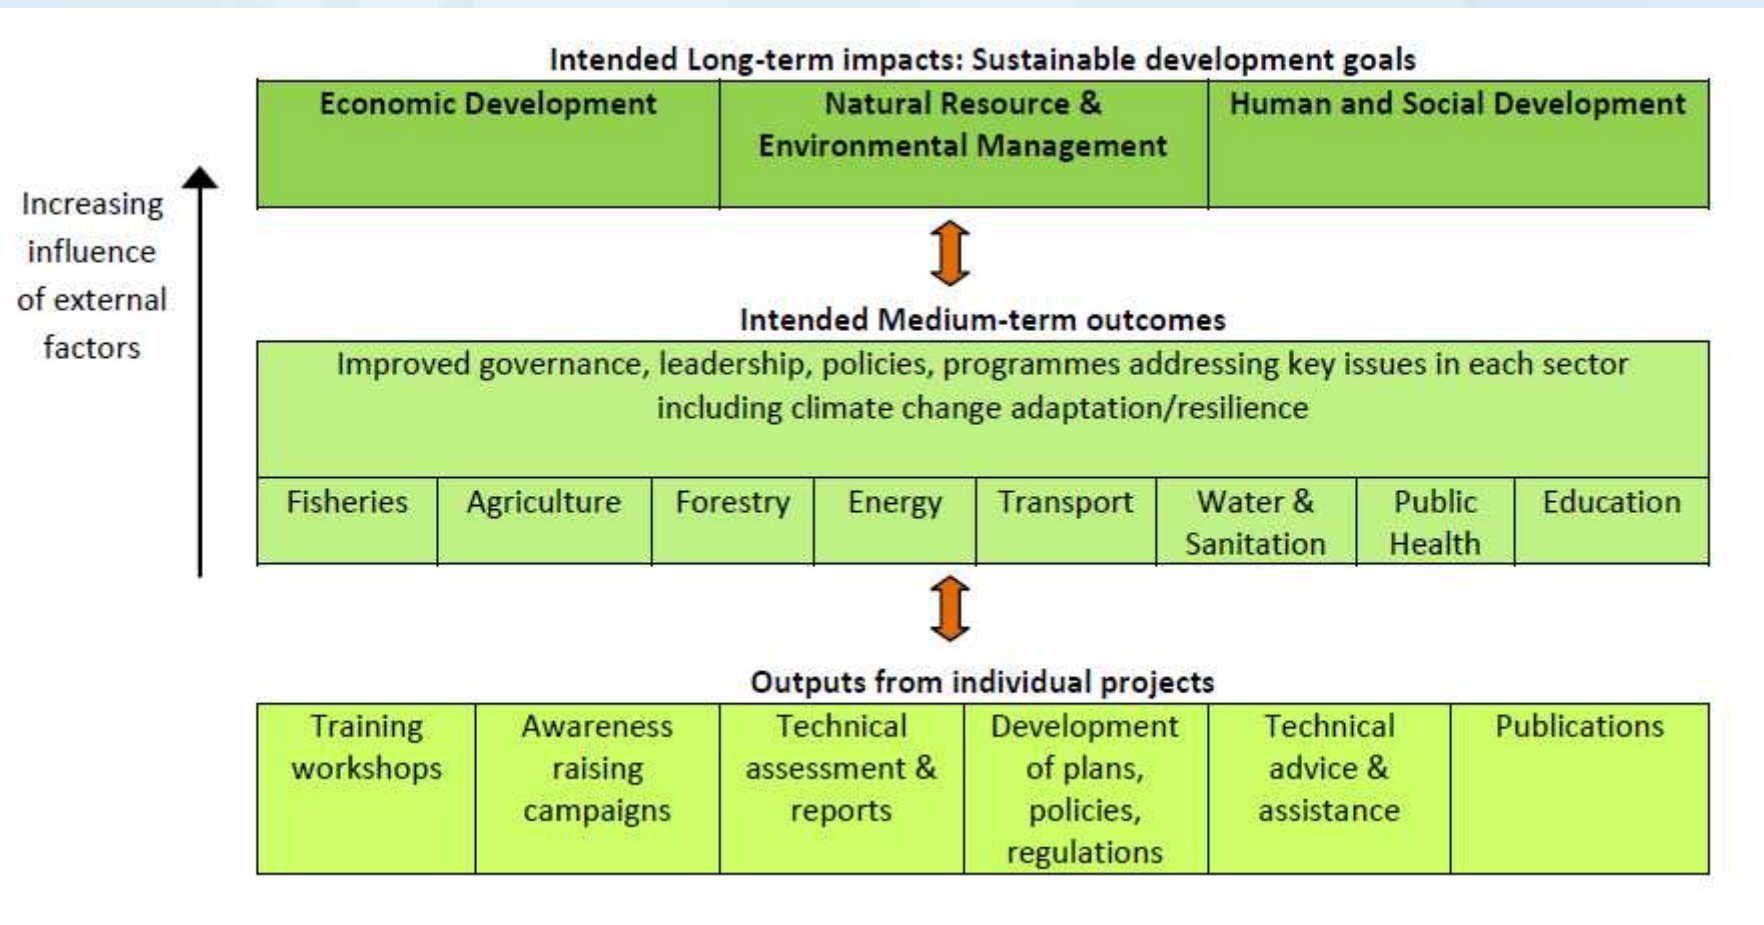 Intended Long-term impacts: Sustainable development goals
Economic Development
Natural Resource &
Environmental Management
Human and Social Development
Increasing
influence
of external
factors
Intended Medium-term outcomes
Improved governance, leadership, policies, programmes addressing key issues in each sector
including climate change adaptation/resilience
Fisheries
Agriculture
Forestry
Energy
Transport
Water &
Sanitation
Public
Health
Education
Outputs from individual projects
Training
workshops
Awareness
raising
campaigns
Technical
assessment &
reports
Development
of plans,
policies,
regulations
Technical
advice &
assistance
Publications